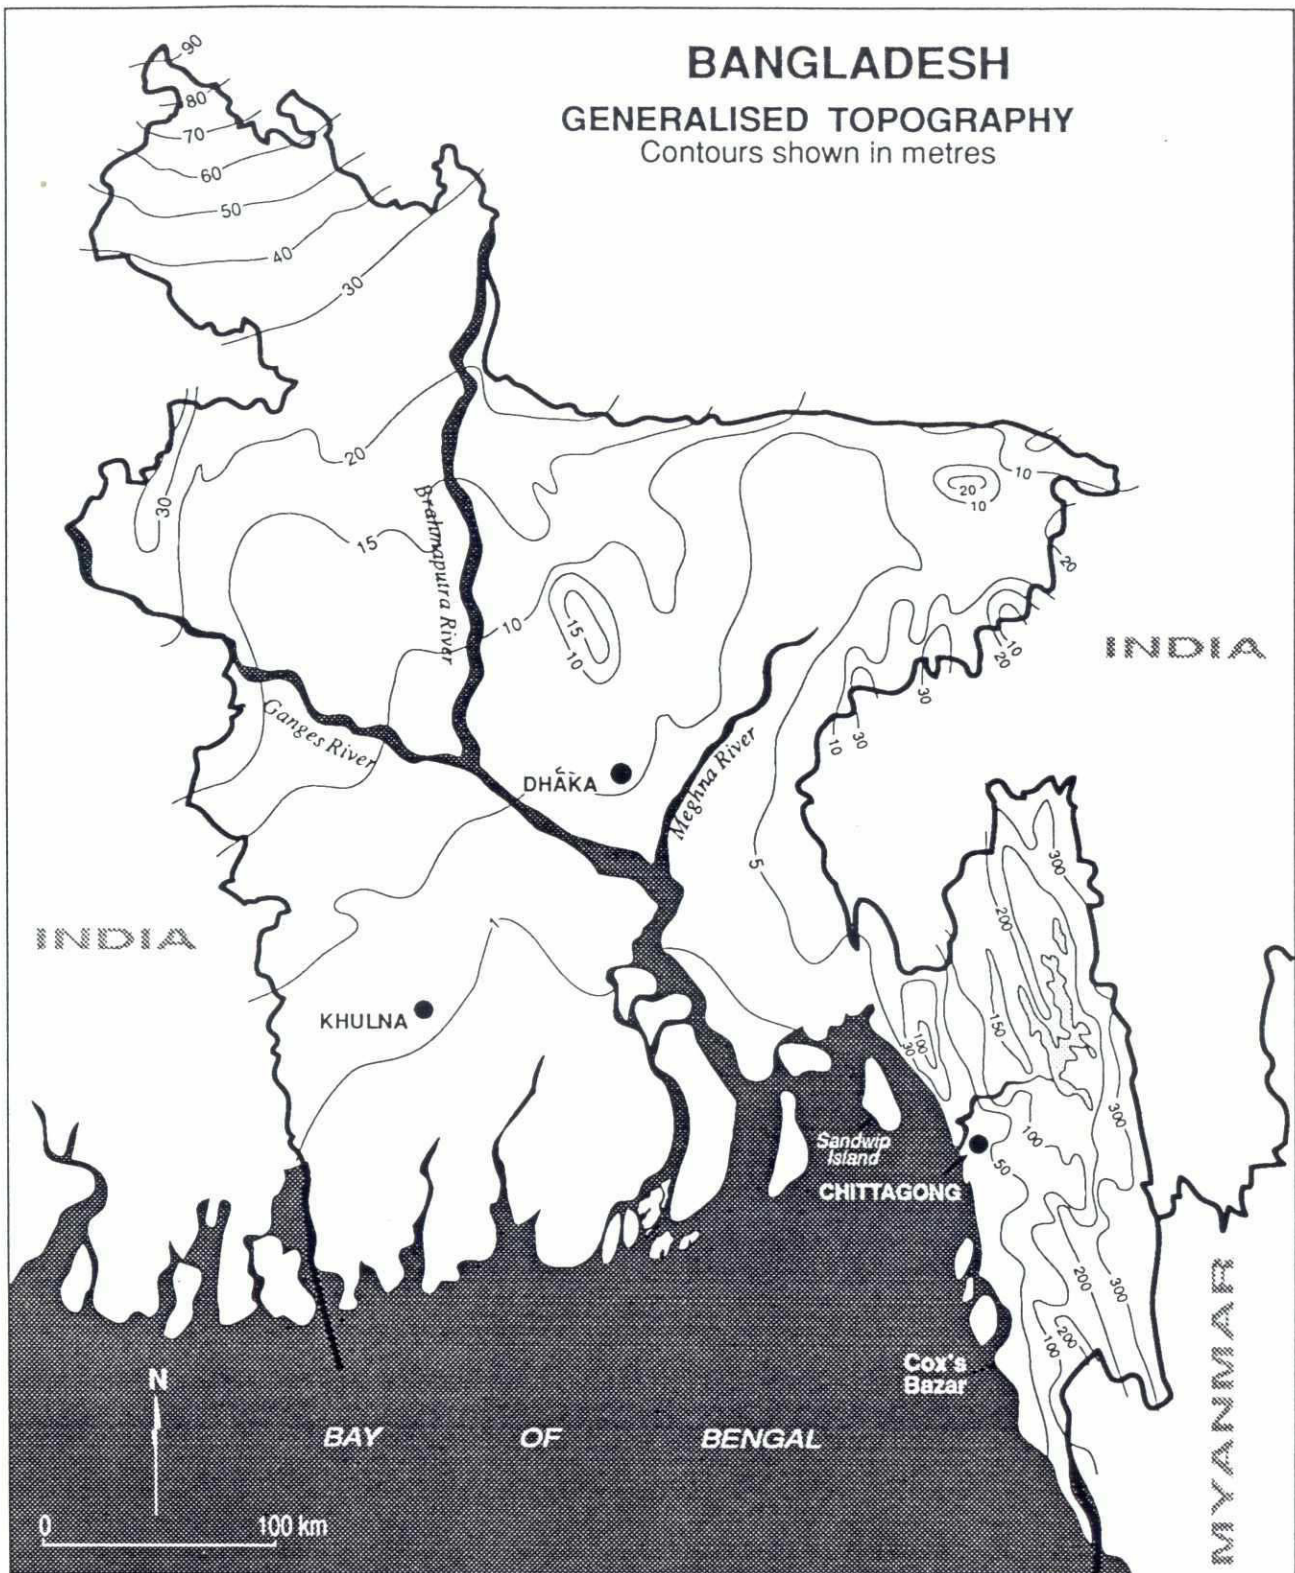 BANGLADESH
GENERALISED TOPOGRAPHY
Contours shown in metres
90
80
70
60
50
40
30
20
30
15
10
20
10
20
10
15
10
10
20
30
30
10
5
1
300
200
150
100
30
300
100
50
200
300
200
100
Brahmaputra River
Ganges River
Meghna River
DHAKA
KHULNA
INDIA
INDIA
Sandwip
Island
CHITTAGONG
Cox's
Bazar
MYANMAR
N
BAY OF BENGAL
0 100 km